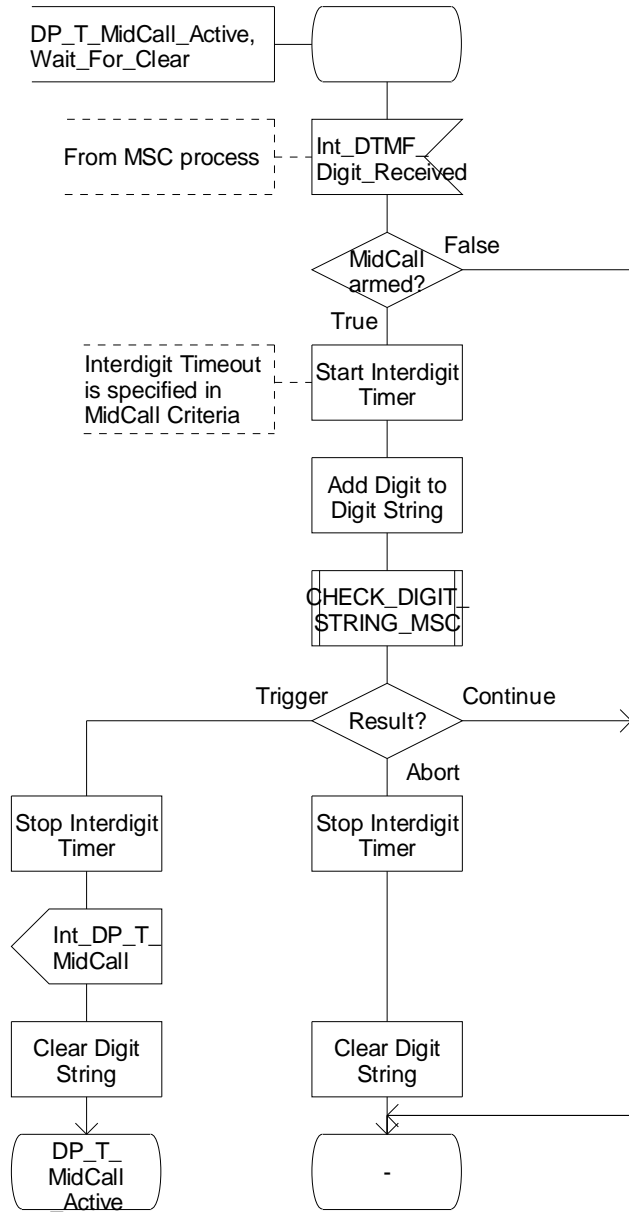 DP_T_MidCall_Active,
Wait_For_Clear
From MSC process
Int_DTMF_
Digit_Received
MidCall
armed?
False
True
Interdigit Timeout
is specified in
MidCall Criteria
Start Interdigit
Timer
Add Digit to
Digit String
CHECK_DIGIT_
STRING_MSC
Trigger
Result?
Continue
Abort
Stop Interdigit
Timer
Stop Interdigit
Timer
Int_DP_T_
MidCall
Clear Digit
String
Clear Digit
String
DP_T_
MidCall
_Active
-